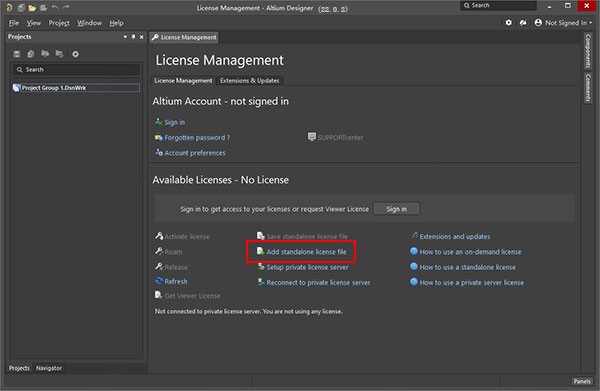 License Management - Altium Designer (22.0.2)
Search
File View Project Window Help
Not Signed In
Projects
Search
Project Group 1.DsnWrk
License Management
License Management
License Management Extensions & Updates
Altium Account - not signed in
Sign in
Forgotten password ? SUPPORTcenter
Account preferences
Available Licenses - No License
Sign in to get access to your licenses or request Viewer License Sign in
Activate license Save standalone license file Extensions and updates
Roam Add standalone license file How to use an on-demand license
Release Setup private license server How to use a standalone license
Refresh Reconnect to private license server How to use a private server license
Get Viewer License
Not connected to private license server. You are not using any license.
Components
Comments
Projects Navigator
Panels